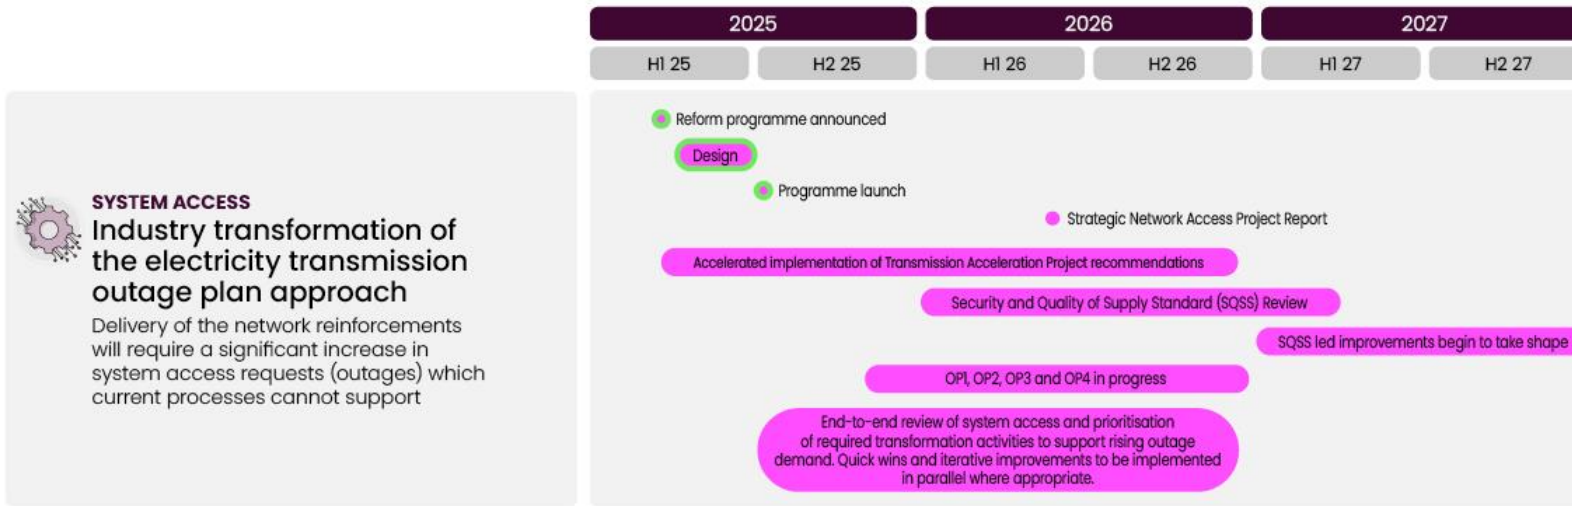 2025
2026
2027
H1 25
H2 25
H1 26
H2 26
H1 27
H2 27
SYSTEM ACCESS
Industry transformation of
the electricity transmission
outage plan approach
Delivery of the network reinforcements
will require a significant increase in
system access requests (outages) which
current processes cannot support
Reform programme announced
Design
Programme launch
Strategic Network Access Project Report
Accelerated implementation of Transmission Acceleration Project recommendations
Security and Quality of Supply Standard (SQSS) Review
SQSS led improvements begin to take shape
OP1, OP2, OP3 and OP4 in progress
End-to-end review of system access and prioritisation
of required transformation activities to support rising outage
demand. Quick wins and iterative improvements to be implemented
in parallel where appropriate.